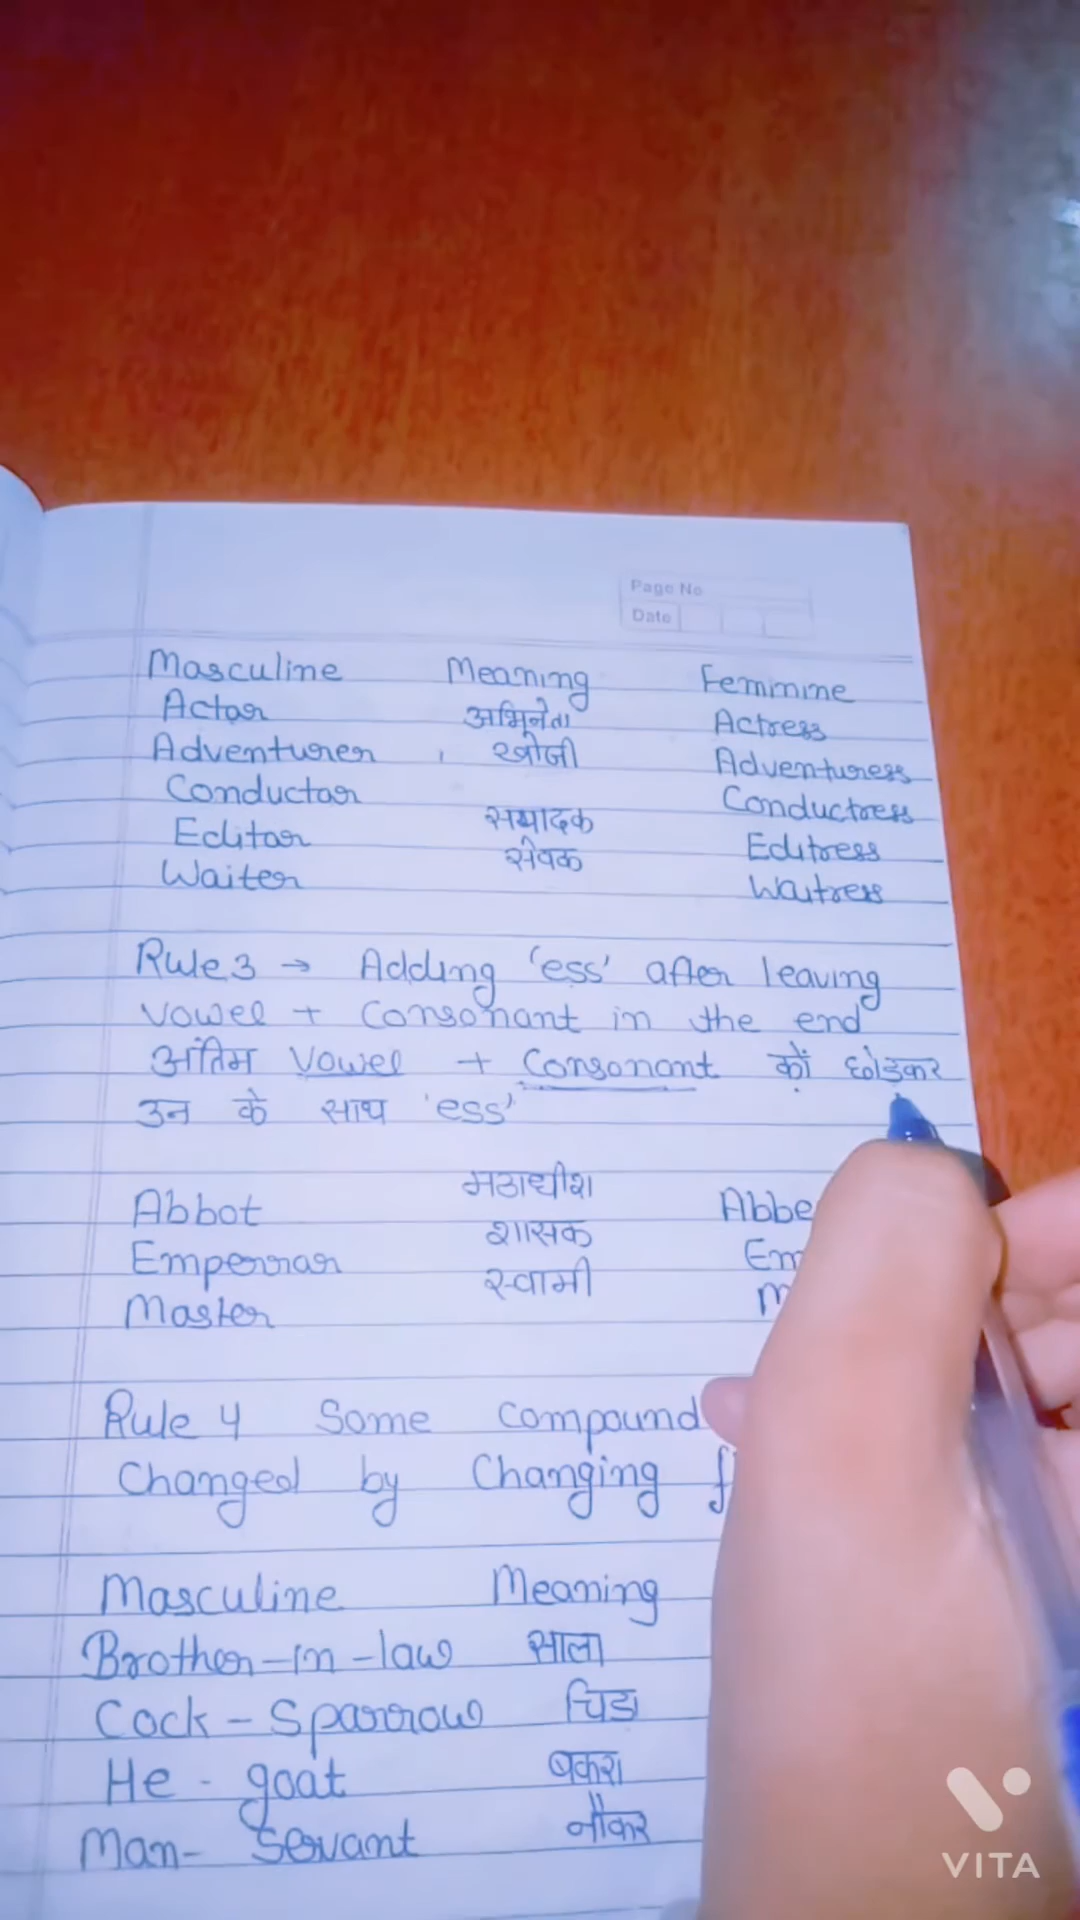 Page No
Date
Masculine Meaning Feminine
Actor अभिनेता Actress
Adventurer खोजी Adventuress
Conductor Conductress
Editor सम्पादक Editress
Waiter सेवक Waitress
Rule 3 → Adding 'ess' after leaving
vowel + Consonant in the end
अंतिम Vowel + Consonant कों छोड़कर
उन के साथ 'ess'
Abbot मठाधीश Abbe
Emperror शासक Em
Master स्वामी M
Rule 4 Some Compound
Changed by Changing f
Masculine Meaning
Brother-in-law साला
Cock-Sparrow चिडा
He-goat बकरा
Man-Servant नौकर
VITA